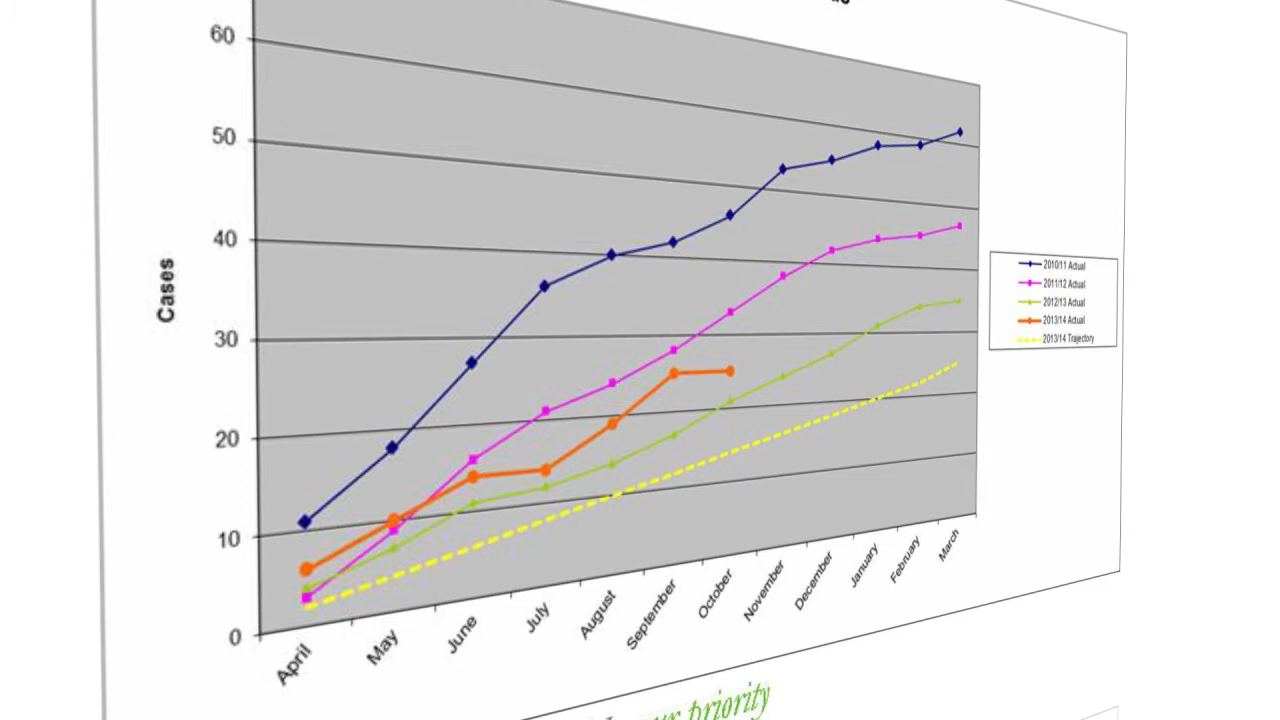 60
50
40
30
20
10
0
Cases
April
May
June
July
August
September
October
November
December
January
February
March
2010/11 Actual
2011/12 Actual
2012/13 Actual
2013/14 Actual
2013/14 Trajectory
priority